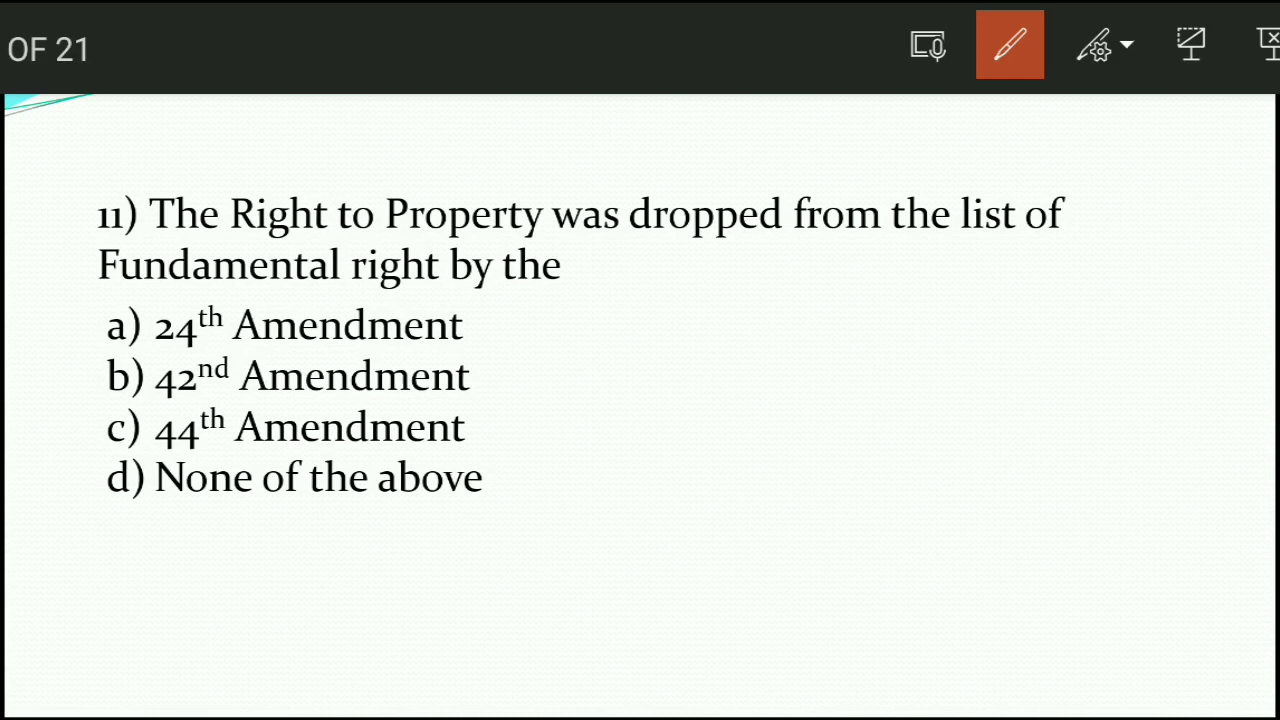 OF 21
11) The Right to Property was dropped from the list of
Fundamental right by the
a) 24th Amendment
b) 42nd Amendment
c) 44th Amendment
d) None of the above